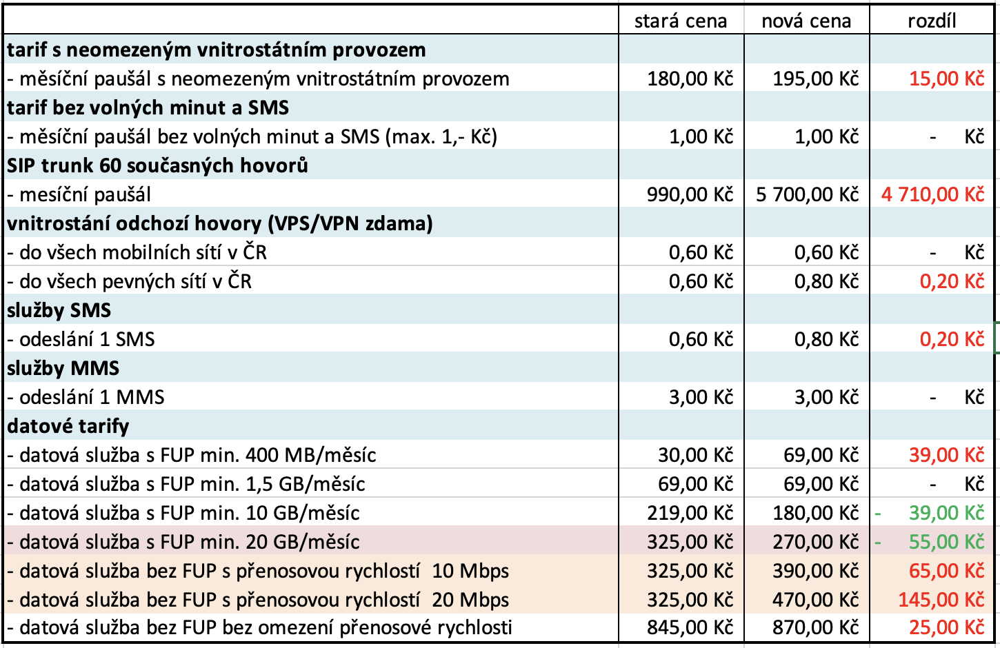 stará cena nová cena rozdíl
tarif s neomezeným vnitrostátním provozem
- měsíční paušál s neomezeným vnitrostátním provozem 180,00 Kč 195,00 Kč 15,00 Kč
tarif bez volných minut a SMS
- měsíční paušál bez volných minut a SMS (max. 1,- Kč) 1,00 Kč 1,00 Kč - Kč
SIP trunk 60 současných hovorů
- mesíční paušál 990,00 Kč 5 700,00 Kč 4 710,00 Kč
vnitrostání odchozí hovory (VPS/VPN zdama)
- do všech mobilních sítí v ČR 0,60 Kč 0,60 Kč - Kč
- do všech pevných sítí v ČR 0,60 Kč 0,80 Kč 0,20 Kč
služby SMS
- odeslání 1 SMS 0,60 Kč 0,80 Kč 0,20 Kč
služby MMS
- odeslání 1 MMS 3,00 Kč 3,00 Kč - Kč
datové tarify
- datová služba s FUP min. 400 MB/měsíc 30,00 Kč 69,00 Kč 39,00 Kč
- datová služba s FUP min. 1,5 GB/měsíc 69,00 Kč 69,00 Kč - Kč
- datová služba s FUP min. 10 GB/měsíc 219,00 Kč 180,00 Kč - 39,00 Kč
- datová služba s FUP min. 20 GB/měsíc 325,00 Kč 270,00 Kč - 55,00 Kč
- datová služba bez FUP s přenosovou rychlostí 10 Mbps 325,00 Kč 390,00 Kč 65,00 Kč
- datová služba bez FUP s přenosovou rychlostí 20 Mbps 325,00 Kč 470,00 Kč 145,00 Kč
- datová služba bez FUP bez omezení přenosové rychlosti 845,00 Kč 870,00 Kč 25,00 Kč